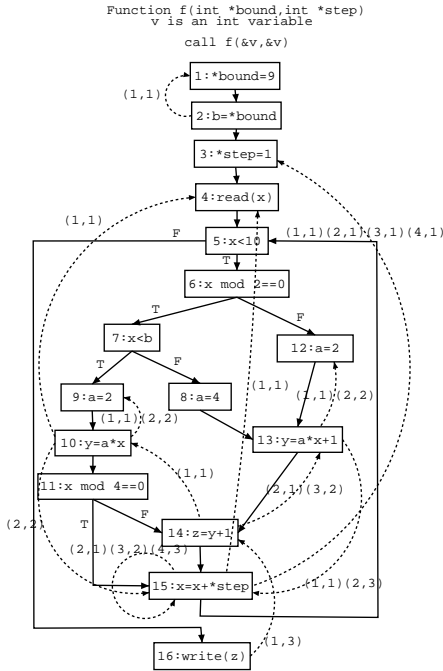 Function f(int *bound,int *step)
v is an int variable
call f(&v,&v)
1:*bound=9
(1,1)
2:b=*bound
3:*step=1
4:read(x)
(1,1)
F
5:x<10
(1,1)(2,1)(3,1)(4,1)
T
6:x mod 2==0
T
F
7:x<b
12:a=2
T
F
(1,1)
9:a=2
8:a=4
(1,1)(2,2)
(1,1)(2,2)
10:y=a*x
13:y=a*x+1
(1,1)
11:x mod 4==0
(2,1)(3,2)
F
(2,2)
T
14:z=y+1
(2,1)(3,2)(4,3)
15:x=x+*step
(1,1)(2,3)
(1,3)
16:write(z)